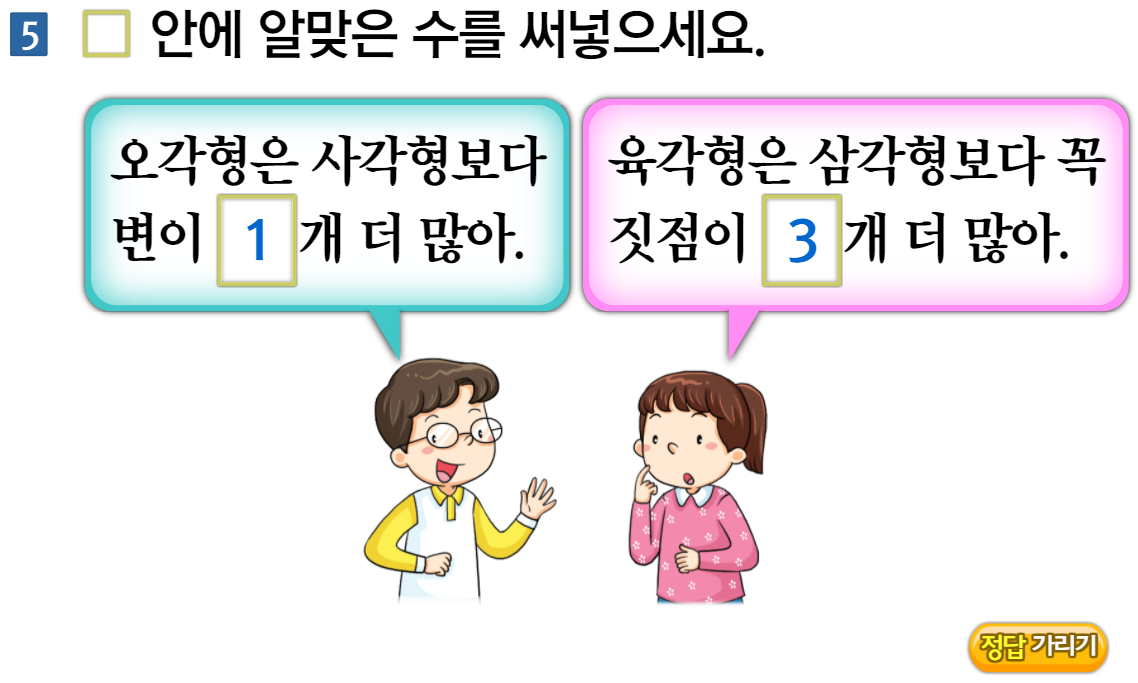 5 □ 안에 알맞은 수를 써넣으세요.
오각형은 사각형보다
변이 1 개 더 많아.
육각형은 삼각형보다 꼭
짓점이 3 개 더 많아.
정답 가리기